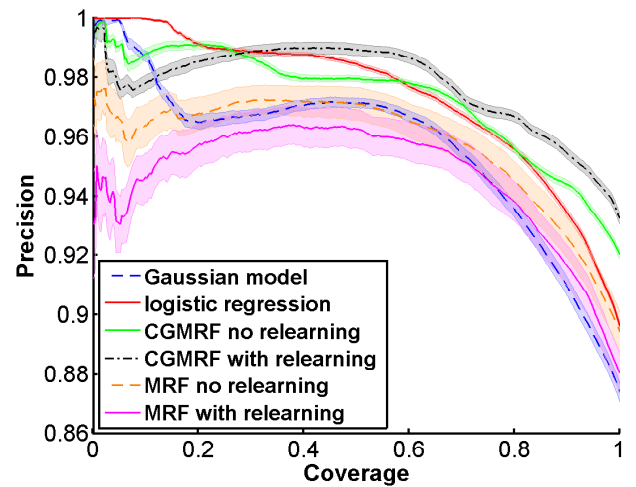 1
0.98
0.96
0.94
0.92
0.9
0.88
0.86
Precision
Gaussian model
logistic regression
CGMRF no relearning
CGMRF with relearning
MRF no relearning
MRF with relearning
0 0.2 0.4 0.6 0.8 1
Coverage